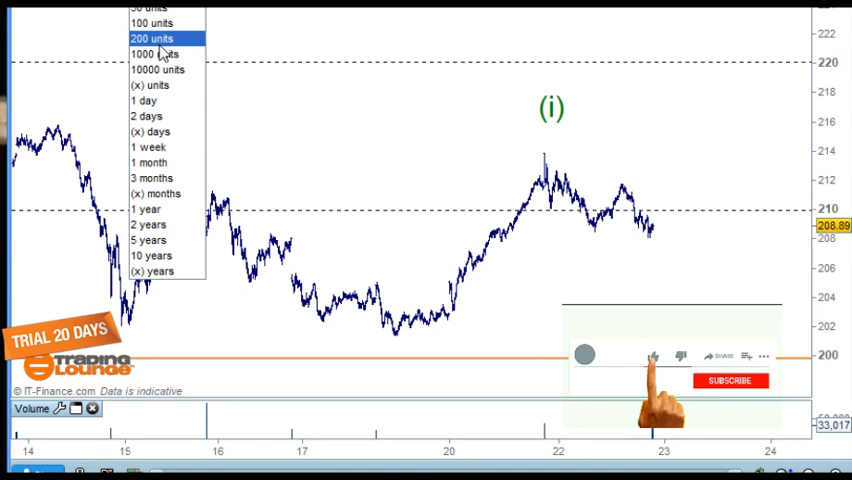 50 units
100 units
200 units
1000 units
10000 units
(x) units
1 day
2 days
(x) days
1 week
1 month
3 months
(x) months
1 year
2 years
5 years
10 years
(x) years
(i)
222
220
218
216
214
212
210
208.89
208
206
204
202
200
TRIAL 20 DAYS
TRADING
LOUNGE
© IT-Finance.com Data is indicative
SHARE
SUBSCRIBE
Volume
33,017
14 15 16 17 20 22 23 24